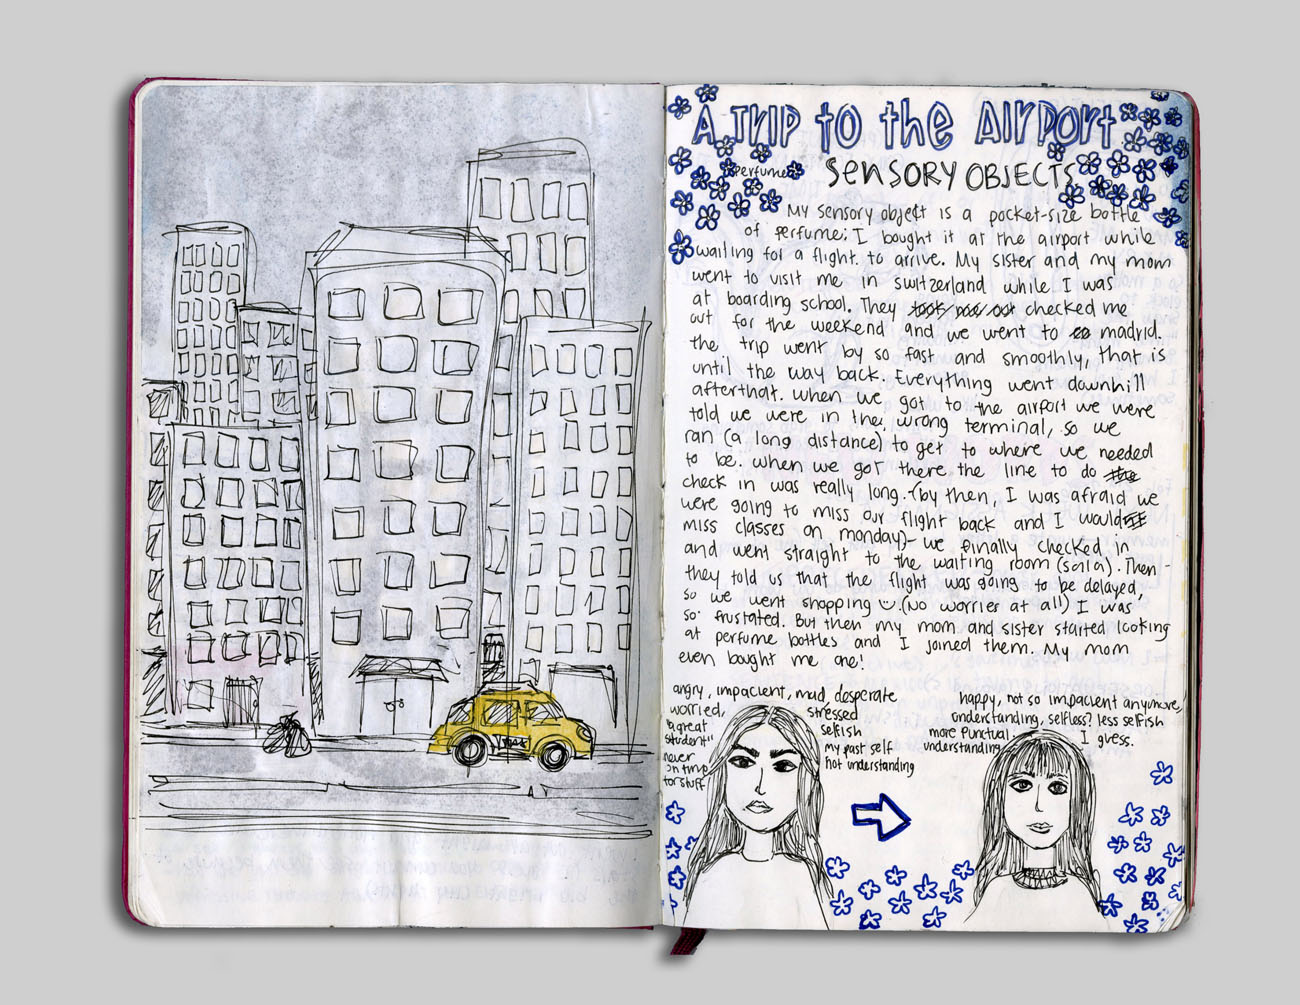 A TRIP to the AIRPORT
Perfume
SENSORY OBJECTS
My sensory object is a pocket-size bottle
of perfume; I bought it at the airport while
waiting for a flight. to arrive. My sister and my mom
went to visit me in switzerland while I was
at boarding school. They took me out checked me
out for the weekend and we went to madrid.
the trip went by so fast and smoothly, that is
until the way back. Everything went downhill
afterthat. when we got to the airport we were
told we were in the, wrong terminal, so we
ran (a long distance) to get to where we needed
to be. when we got there the line to do the
check in was really long. (by then, I was afraid we
were going to miss our flight back and I would
miss classes on monday)- we finally checked in
and went straight to the waiting room (sala). Then-
they told us that the flight was going to be delayed,
so we went shopping. (No worrier at all) I was
so frustated. But then my mom and sister started looking
at perfume bottles and I joined them. My mom
even bought me one!
angry, impacient, mad, desperate
worried,
"a great
student"
never
on time
for stuff
stressed
selfish
my past self
not understanding
happy, not so impacient anymore,
understanding, selfless? less selfish
more punctual I guess.
understanding